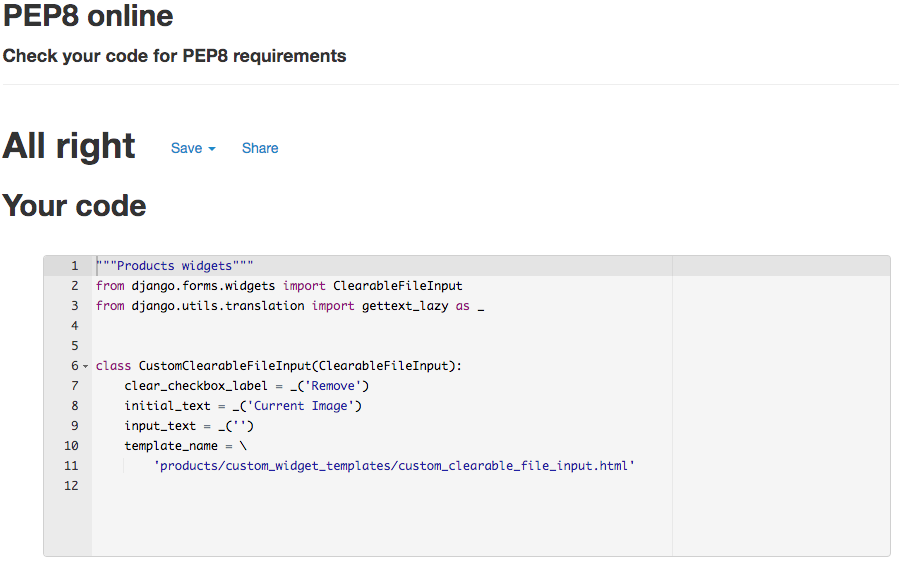 PEP8 online
Check your code for PEP8 requirements
All right Save Share
Your code
1 """Products widgets"""
2 from django.forms.widgets import ClearableFileInput
3 from django.utils.translation import gettext_lazy as _
4
5
6 class CustomClearableFileInput(ClearableFileInput):
7     clear_checkbox_label = _('Remove')
8     initial_text = _('Current Image')
9     input_text = _('')
10     template_name = \
11         'products/custom_widget_templates/custom_clearable_file_input.html'
12